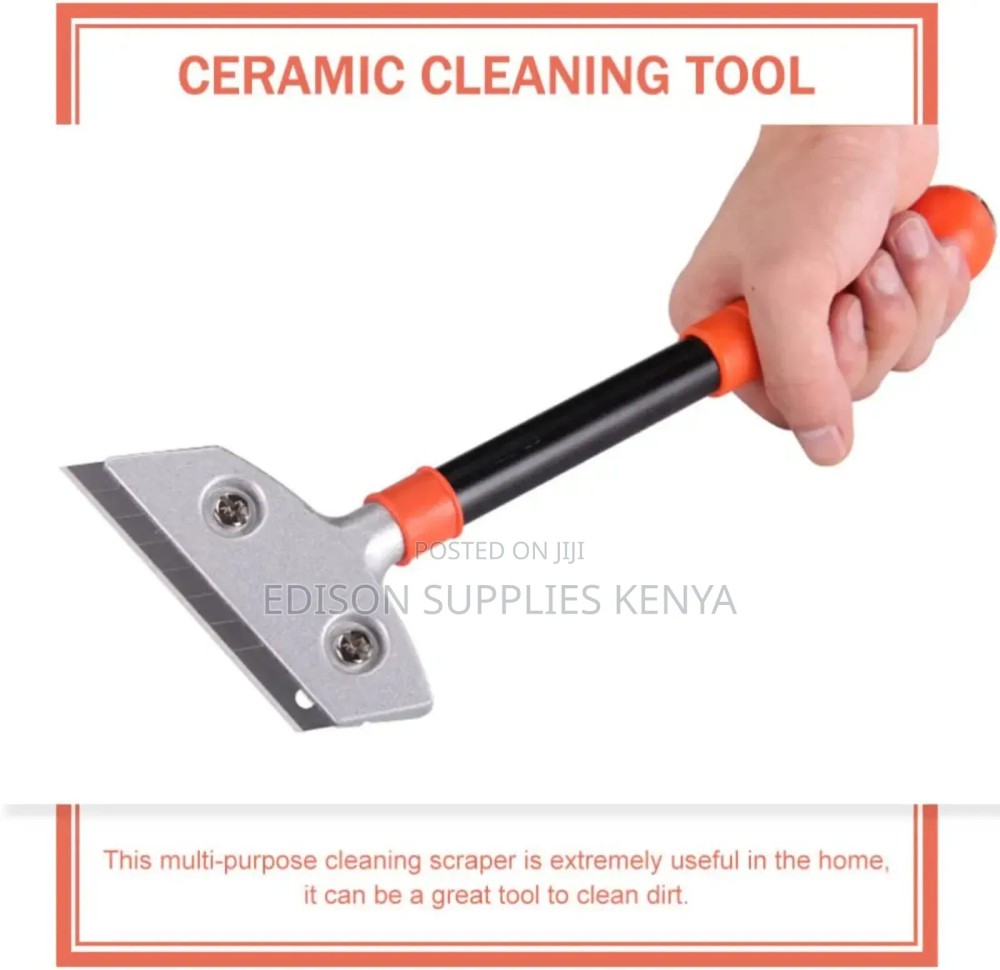 CERAMIC CLEANING TOOL
POSTED ON JIJI
EDISON SUPPLIES KENYA
This multi-purpose cleaning scraper is extremely useful in the home,
it can be a great tool to clean dirt.